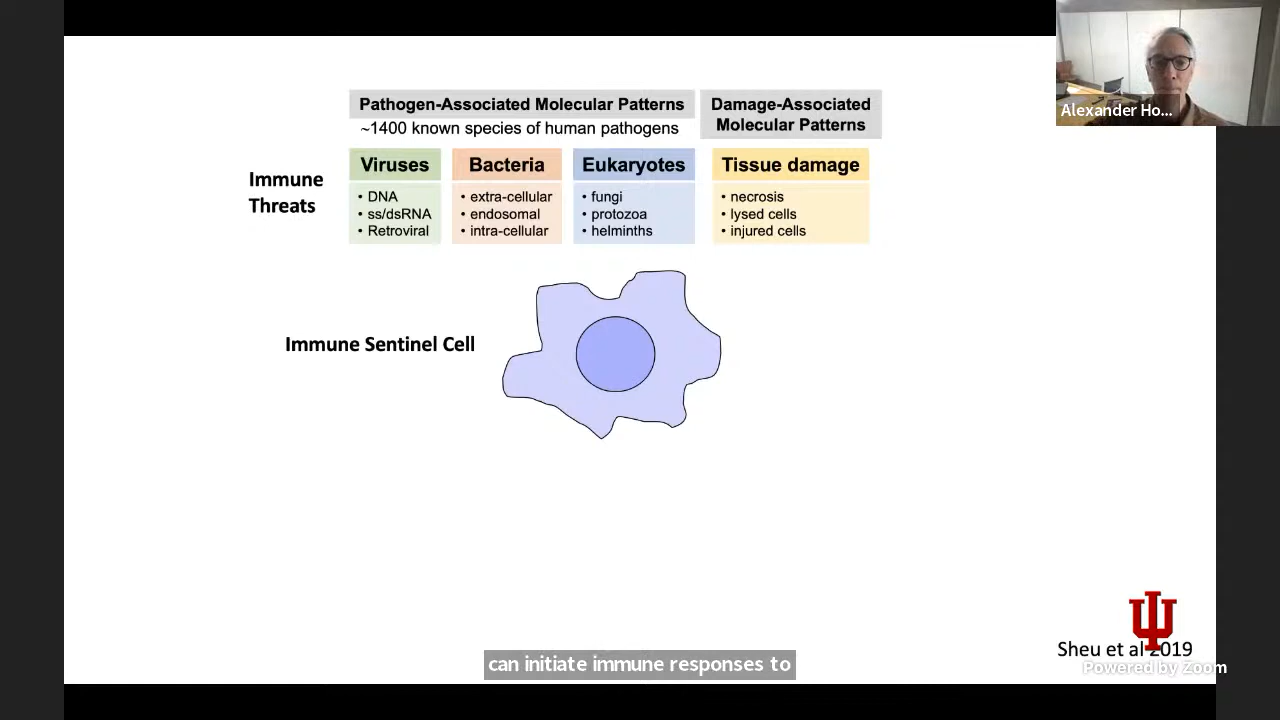 Pathogen-Associated Molecular Patterns
~1400 known species of human pathogens
Damage-Associated
Molecular Patterns
Immune
Threats
Viruses
• DNA
• ss/dsRNA
• Retroviral
Bacteria
• extra-cellular
• endosomal
• intra-cellular
Eukaryotes
• fungi
• protozoa
• helminths
Tissue damage
• necrosis
• lysed cells
• injured cells
Immune Sentinel Cell
Alexander Ho...
Sheu et al 2019
Powered by Zoom
can initiate immune responses to